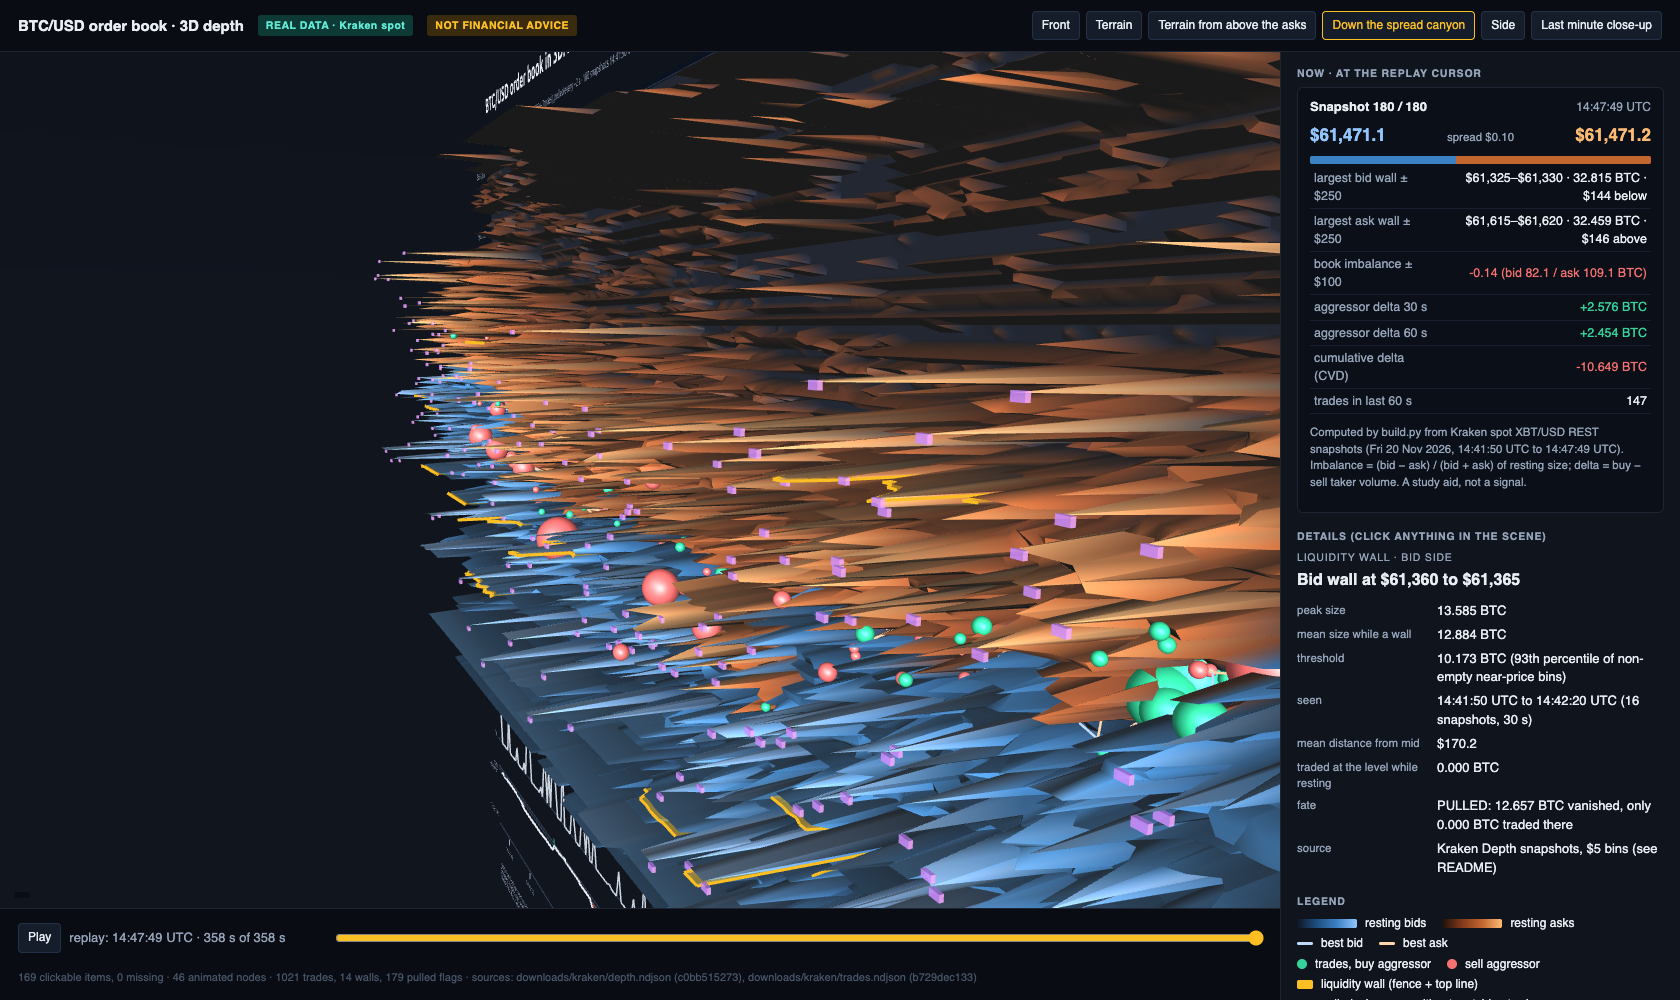 BTC/USD order book · 3D depth
REAL DATA · Kraken spot
NOT FINANCIAL ADVICE
Front
Terrain
Terrain from above the asks
Down the spread canyon
Side
Last minute close-up
BTC/USD order book in 3D
NOW · AT THE REPLAY CURSOR
Snapshot 180 / 180
14:47:49 UTC
$61,471.1
spread $0.10
$61,471.2
largest bid wall ±
$250
$61,325–$61,330 · 32.815 BTC ·
$144 below
largest ask wall ±
$250
$61,615–$61,620 · 32.459 BTC ·
$146 above
book imbalance ±
$100
-0.14 (bid 82.1 / ask 109.1 BTC)
aggressor delta 30 s
+2.576 BTC
aggressor delta 60 s
+2.454 BTC
cumulative delta
(CVD)
-10.649 BTC
trades in last 60 s
147
Computed by build.py from Kraken spot XBT/USD REST
snapshots (Fri 20 Nov 2026, 14:41:50 UTC to 14:47:49 UTC).
Imbalance = (bid − ask) / (bid + ask) of resting size; delta = buy −
sell taker volume. A study aid, not a signal.
DETAILS (CLICK ANYTHING IN THE SCENE)
LIQUIDITY WALL · BID SIDE
Bid wall at $61,360 to $61,365
peak size
13.585 BTC
mean size while a wall
12.884 BTC
threshold
10.173 BTC (93th percentile of non-
empty near-price bins)
seen
14:41:50 UTC to 14:42:20 UTC (16
snapshots, 30 s)
mean distance from mid
$170.2
traded at the level while
resting
0.000 BTC
fate
PULLED: 12.657 BTC vanished, only
0.000 BTC traded there
source
Kraken Depth snapshots, $5 bins (see
README)
LEGEND
resting bids
resting asks
best bid
best ask
trades, buy aggressor
sell aggressor
liquidity wall (fence + top line)
Play
replay: 14:47:49 UTC · 358 s of 358 s
169 clickable items, 0 missing · 46 animated nodes · 1021 trades, 14 walls, 179 pulled flags · sources: downloads/kraken/depth.ndjson (c0bb515273), downloads/kraken/trades.ndjson (b729dec133)